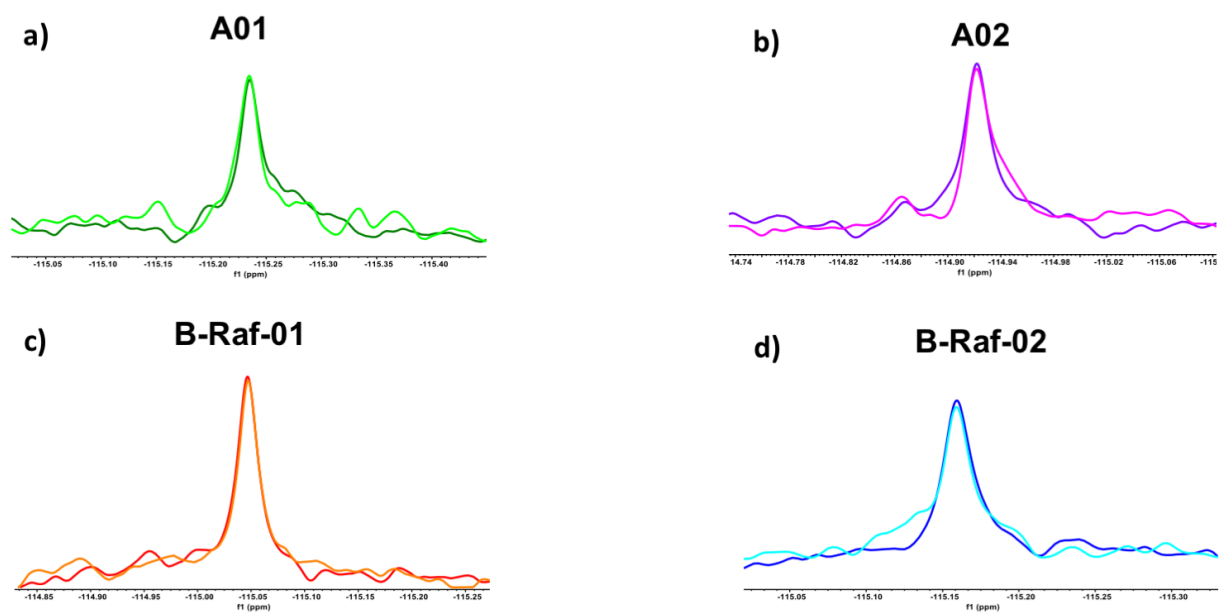 a) A01
b) A02
-115.05 -115.10 -115.15 -115.20 -115.25 -115.30 -115.35 -115.40
f1 (ppm)
14.74 -114.78 -114.82 -114.86 -114.90 -114.94 -114.98 -115.02 -115.06 -115
f1 (ppm)
c) B-Raf-01
d) B-Raf-02
-114.85 -114.90 -114.95 -115.00 -115.05 -115.10 -115.15 -115.20 -115.25
f1 (ppm)
-115.05 -115.10 -115.15 -115.20 -115.25 -115.30
f1 (ppm)